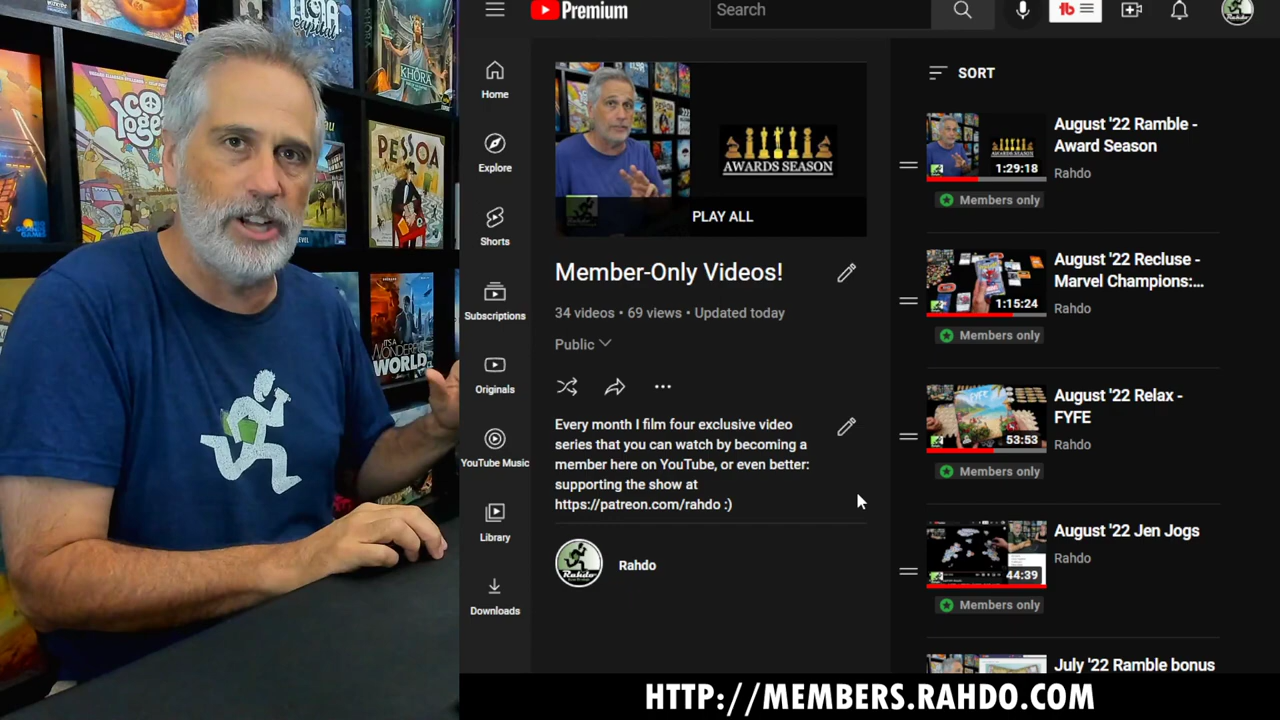 KHÔRA
PESSOA
IT'S A
WONDERFUL
WORLD
Premium
Search
Home
Explore
Shorts
Subscriptions
Originals
YouTube Music
Library
Downloads
AWARDS SEASON
PLAY ALL
Member-Only Videos!
34 videos • 69 views • Updated today
Public
Every month I film four exclusive video
series that you can watch by becoming a
member here on YouTube, or even better:
supporting the show at
https://patreon.com/rahdo :)
Rahdo
SORT
August '22 Ramble -
Award Season
Rahdo
1:29:18
Members only
August '22 Recluse -
Marvel Champions:...
Rahdo
1:15:24
Members only
August '22 Relax -
FYFE
Rahdo
53:53
Members only
August '22 Jen Jogs
Rahdo
44:39
Members only
July '22 Ramble bonus
HTTP://MEMBERS.RAHDO.COM